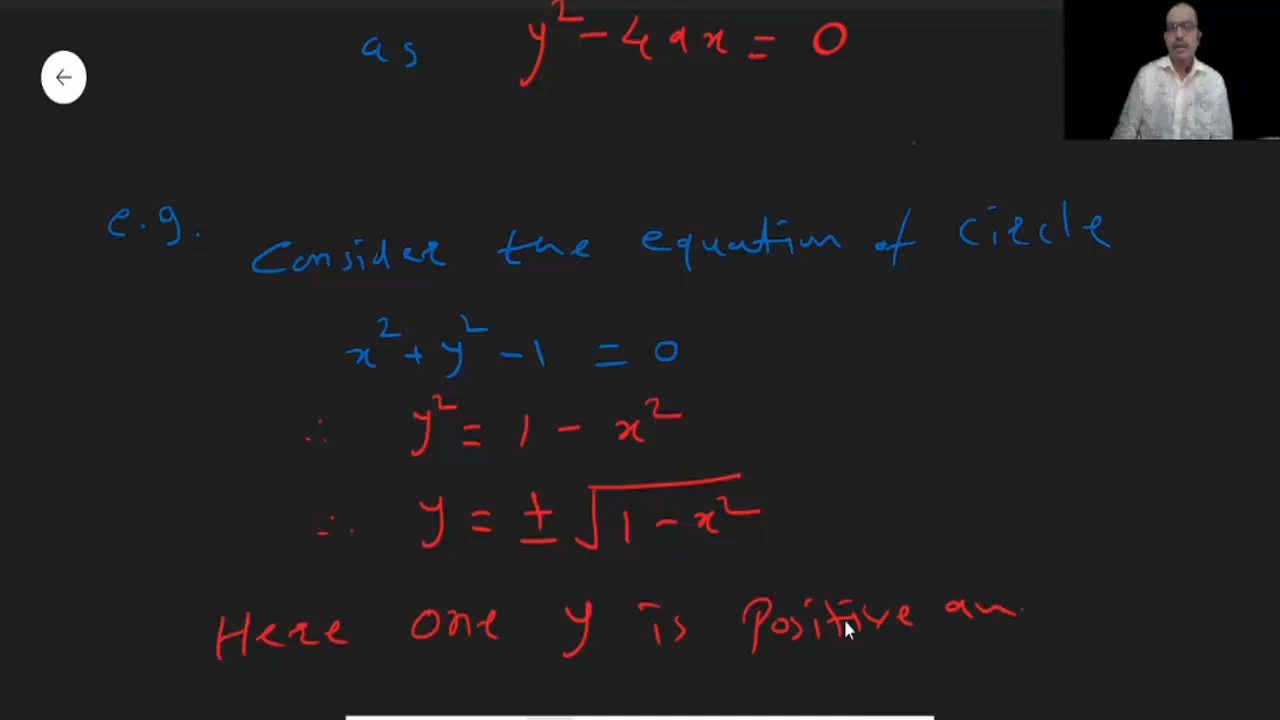 as y² - 4ax = 0
e.g. Consider the equation of circle
x² + y² - 1 = 0
∴ y² = 1 - x²
∴ y = ± √(1 - x²)
Here one y is positive an